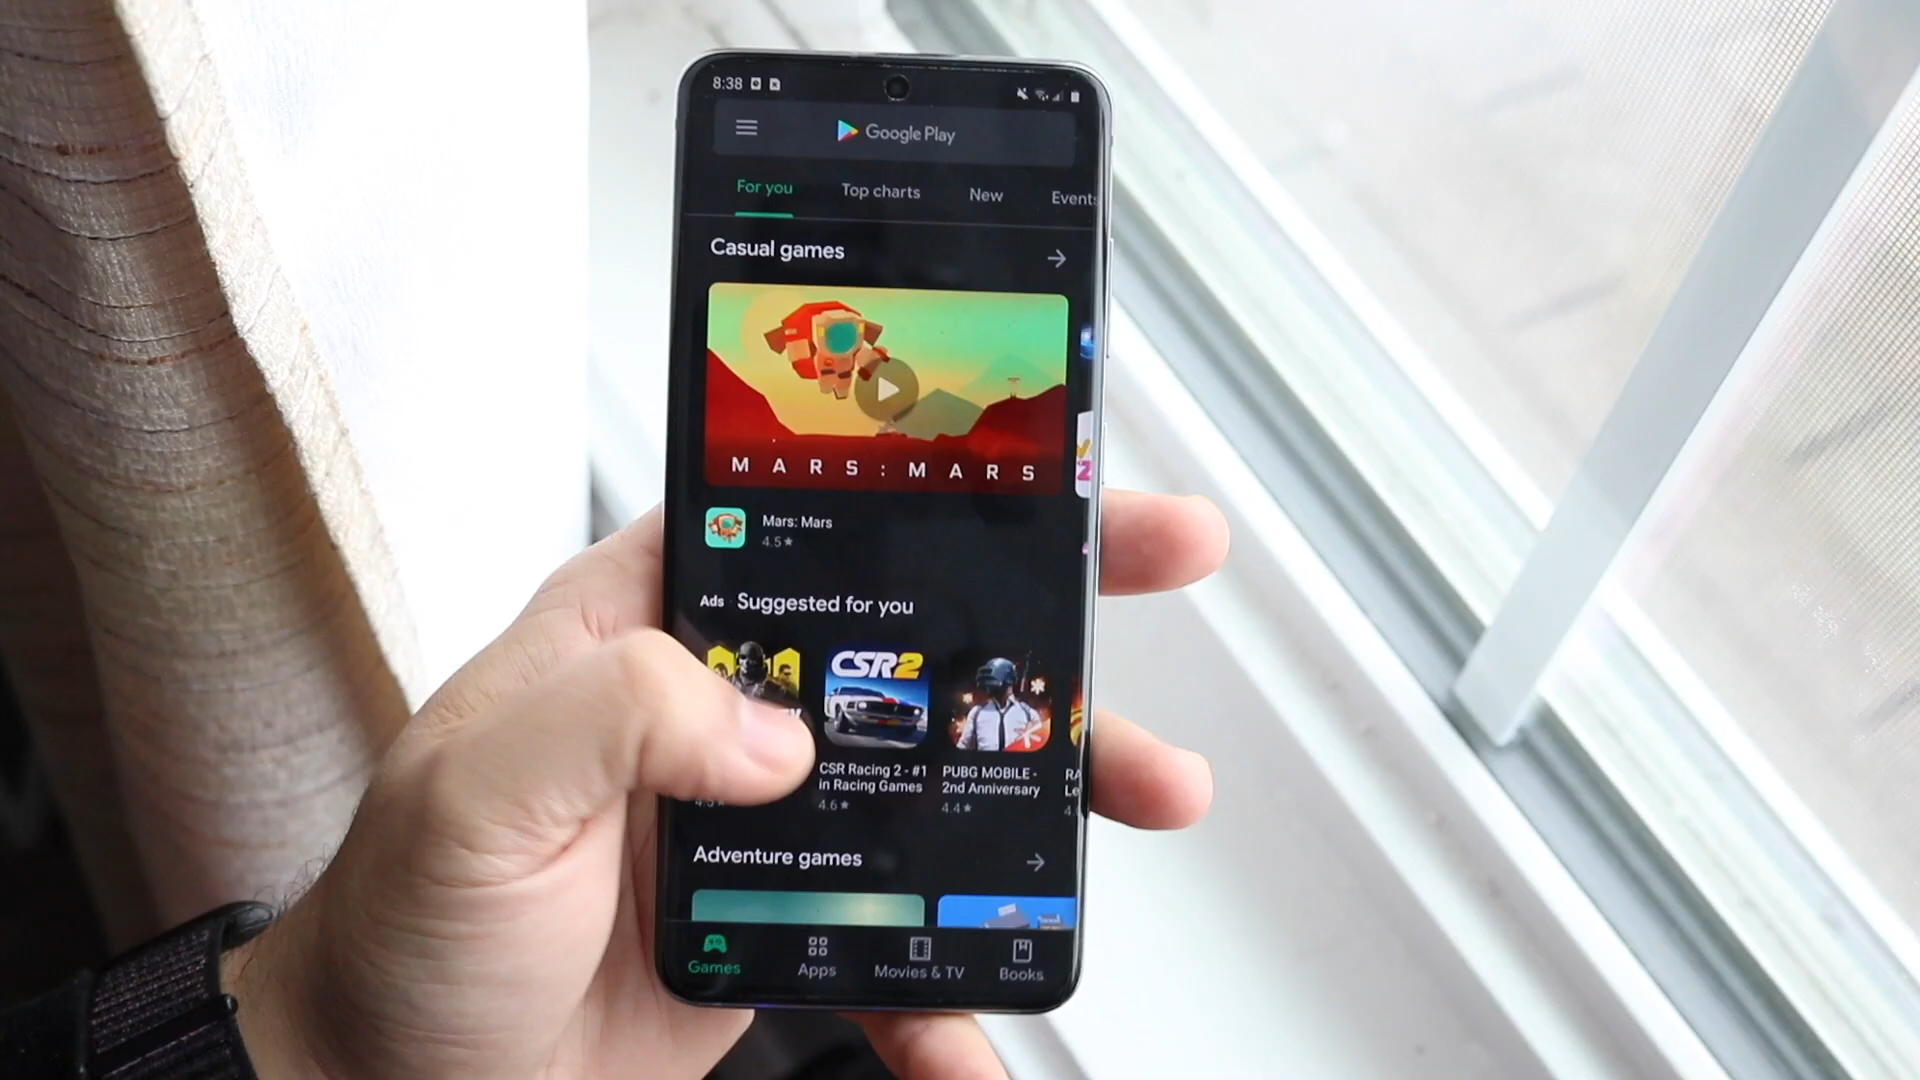 8:38
Google Play
For you Top charts New Events
Casual games
MARS: MARS
Mars: Mars
4.5★
Ads Suggested for you
CSR2
CSR Racing 2 - #1
in Racing Games
4.6★
PUBG MOBILE -
2nd Anniversary
4.4★
Adventure games
Games Apps Movies & TV Books